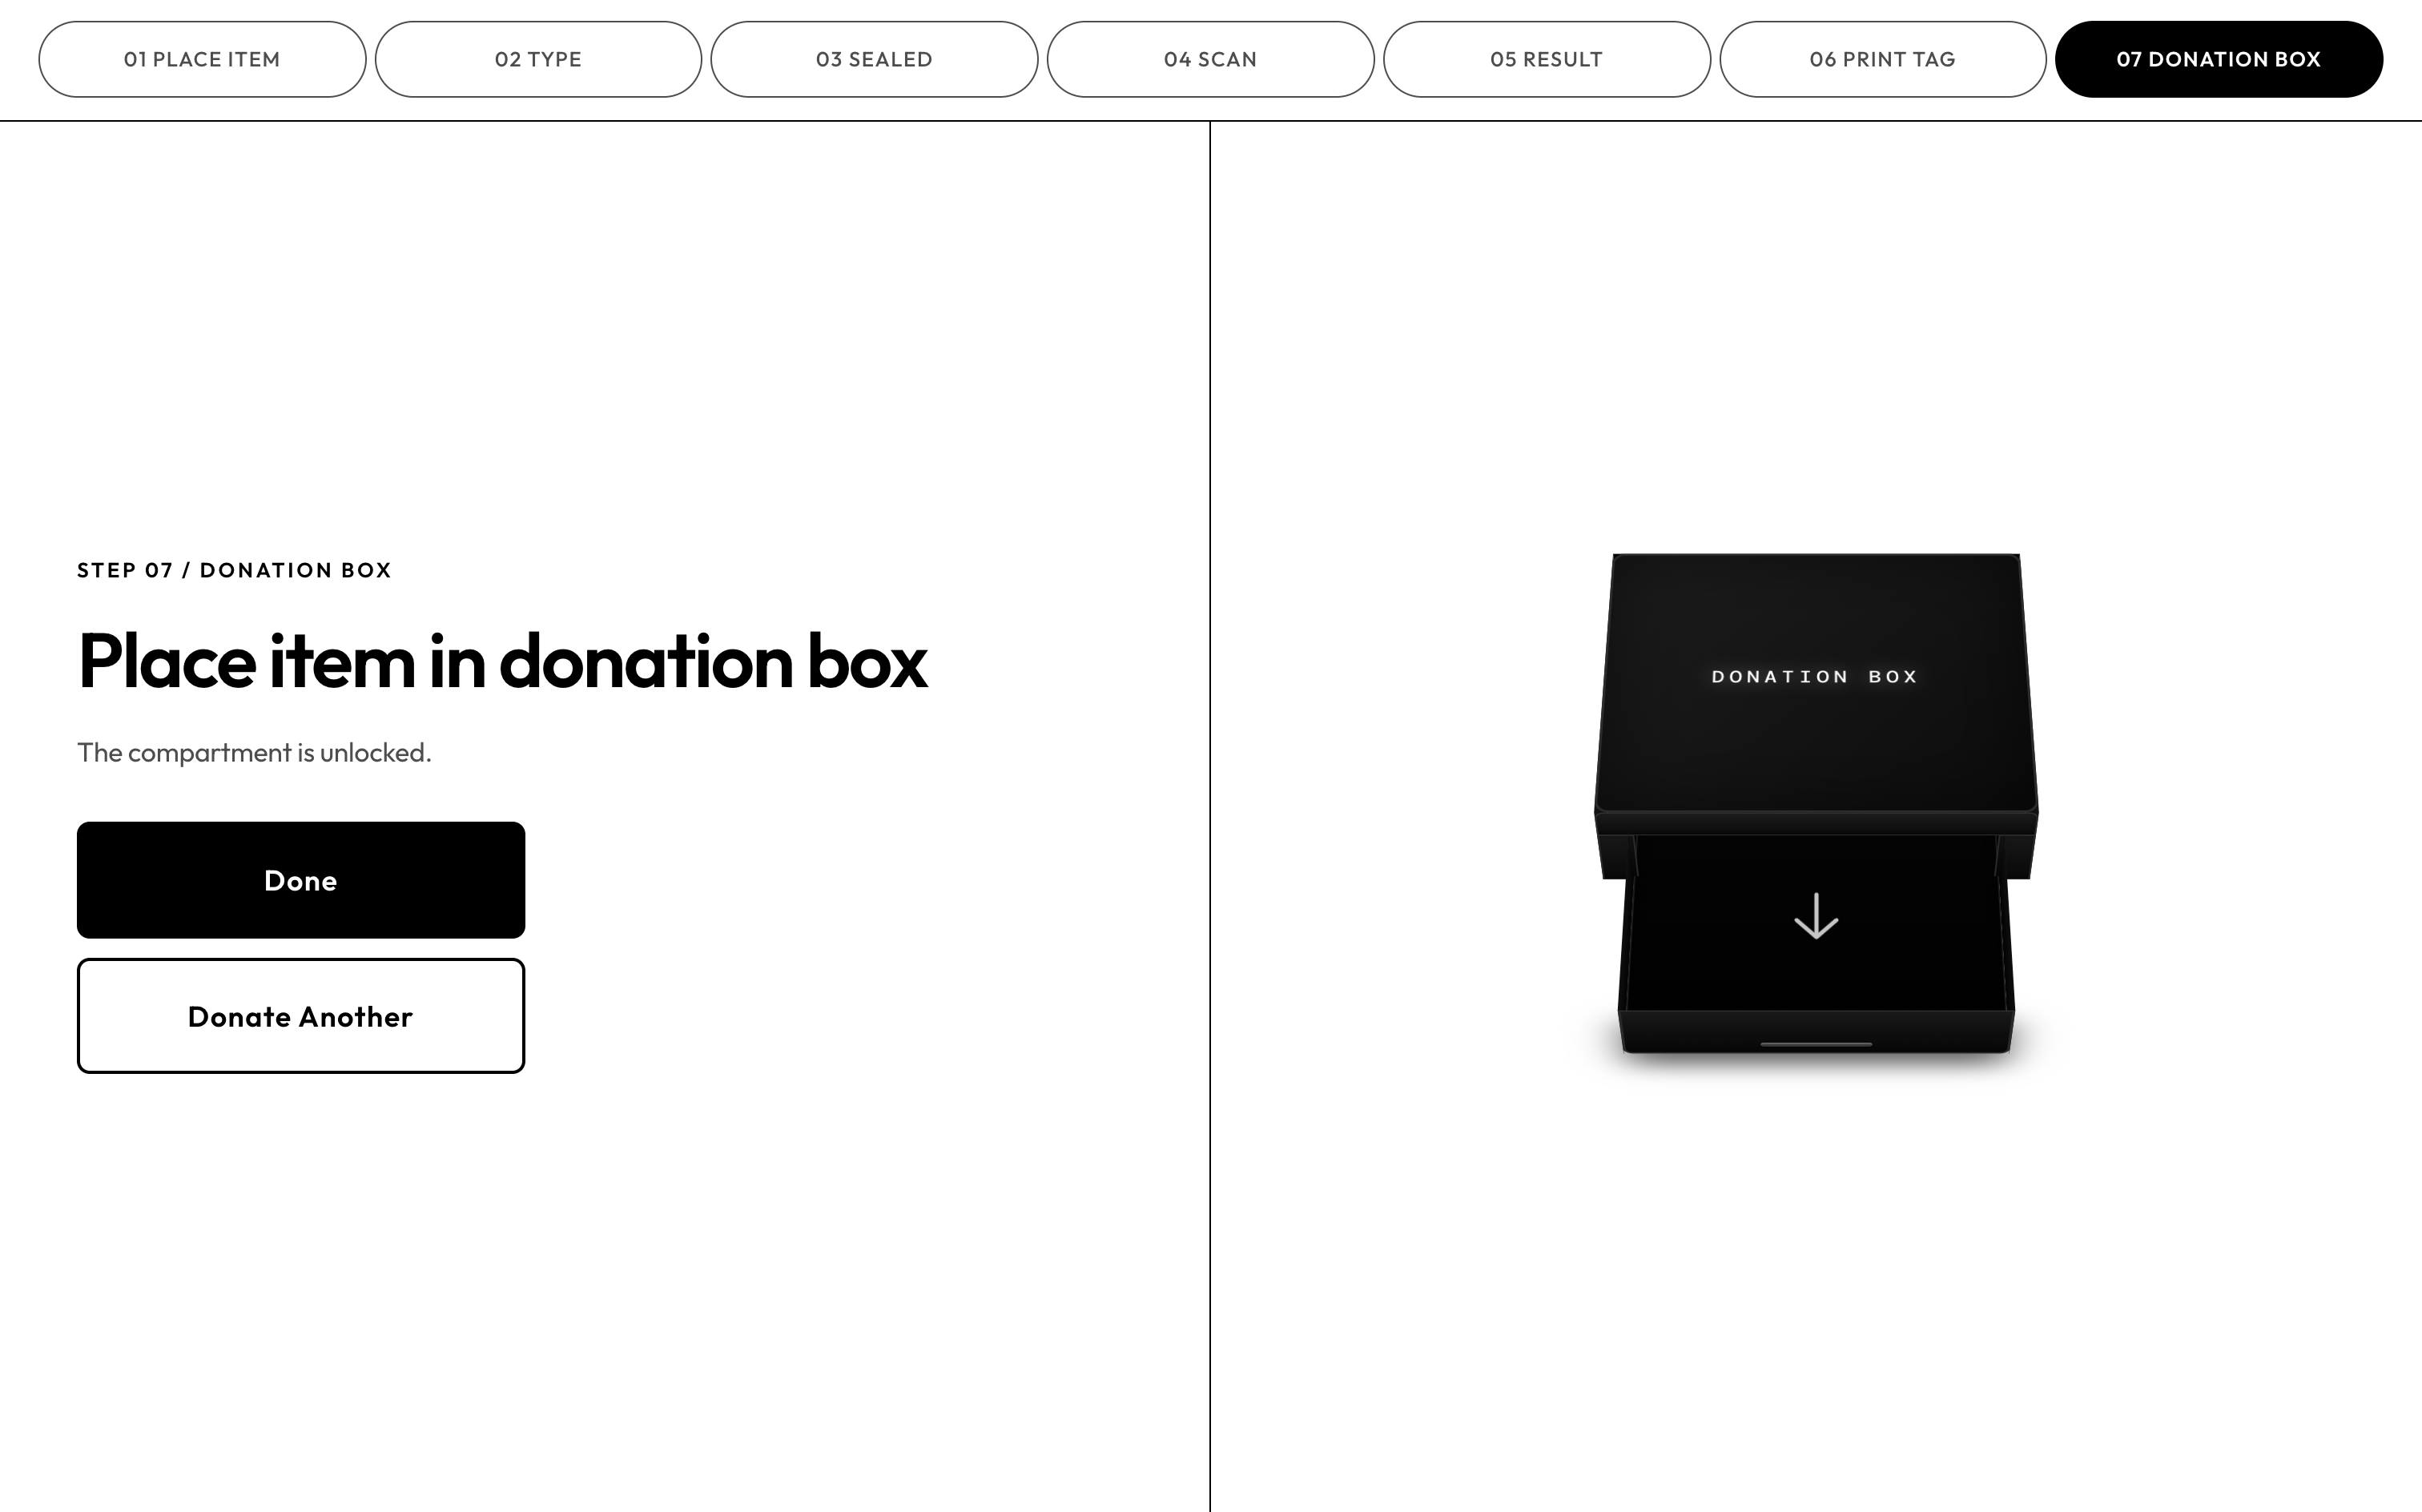 01 PLACE ITEM
02 TYPE
03 SEALED
04 SCAN
05 RESULT
06 PRINT TAG
07 DONATION BOX
STEP 07 / DONATION BOX
Place item in donation box
The compartment is unlocked.
Done
Donate Another
DONATION BOX